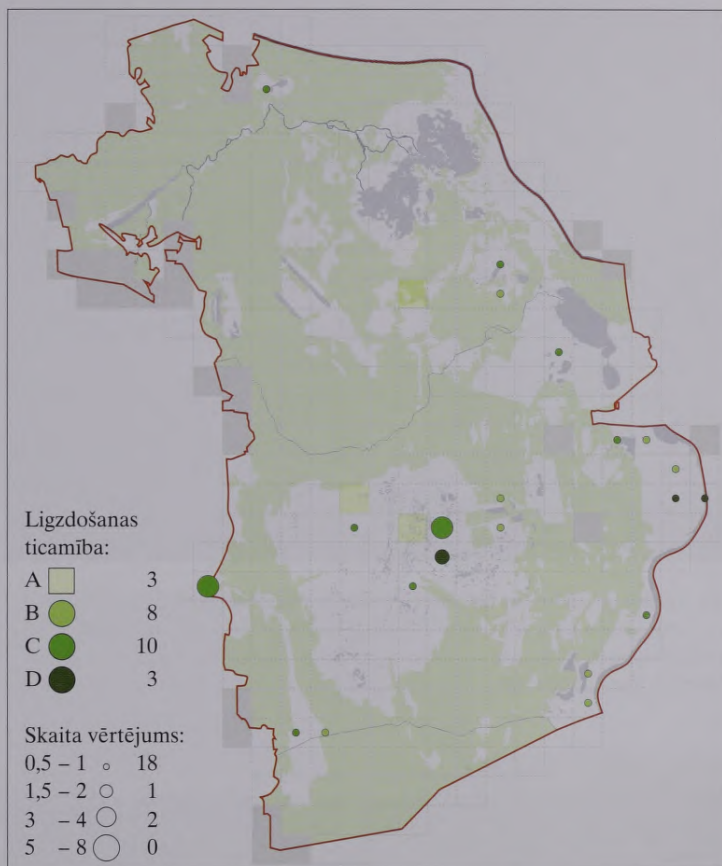 Ligzdošanas
ticamība:
A 3
B 8
C 10
D 3
Skaita vērtējums:
0,5 – 1 18
1,5 – 2 1
3 – 4 2
5 – 8 0